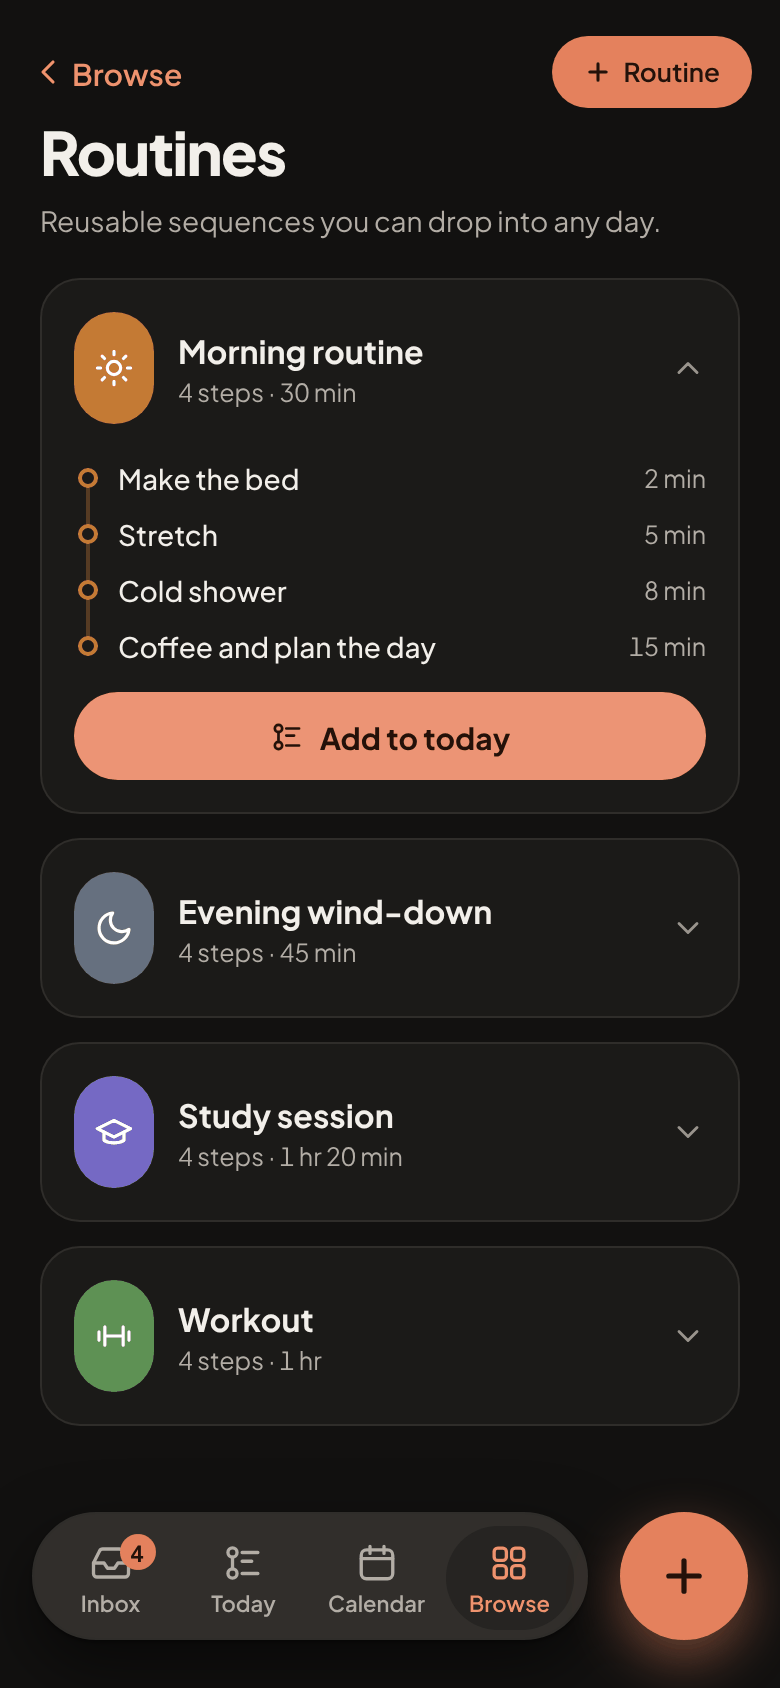 Browse
+ Routine
Routines
Reusable sequences you can drop into any day.
Morning routine
4 steps · 30 min
Make the bed 2 min
Stretch 5 min
Cold shower 8 min
Coffee and plan the day 15 min
Add to today
Evening wind-down
4 steps · 45 min
Study session
4 steps · 1 hr 20 min
Workout
4 steps · 1 hr
4
Inbox Today Calendar Browse